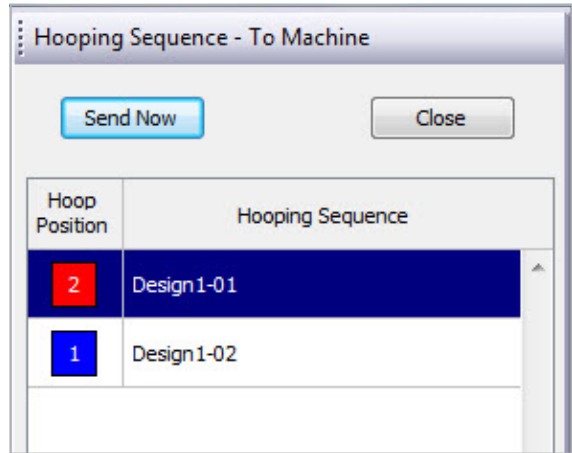 Hooping Sequence - To Machine
Send Now Close
Hoop Position Hooping Sequence
2 Design1-01
1 Design1-02